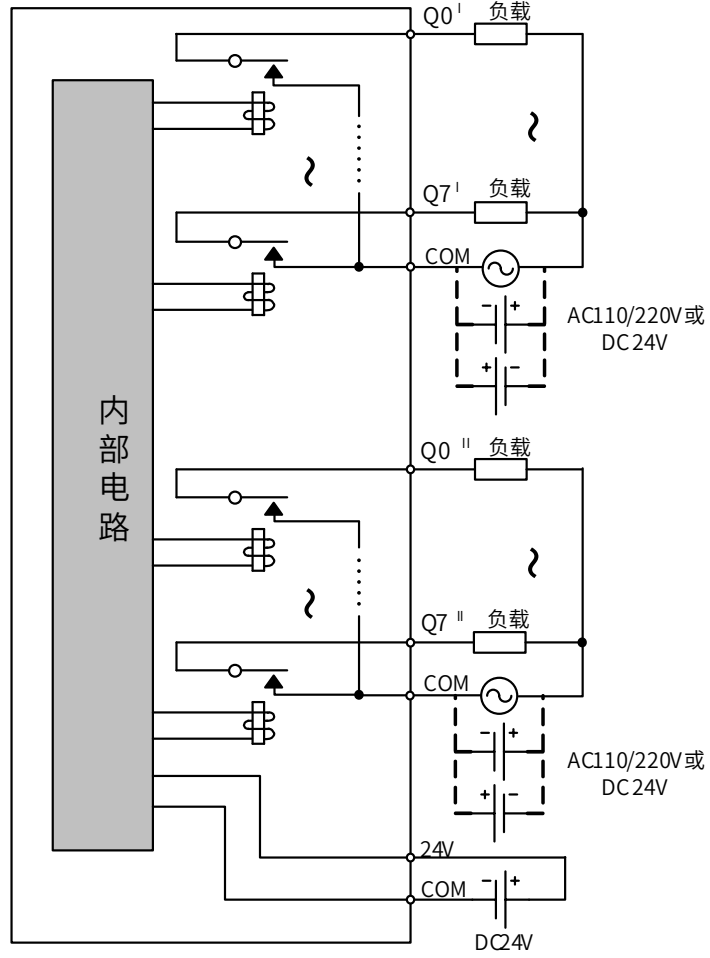 Q0 I 负载
Q7 I 负载
COM
AC110/220V或
DC24V
内部电路
Q0 II 负载
Q7 II 负载
COM
AC110/220V或
DC24V
24V
COM
DC24V